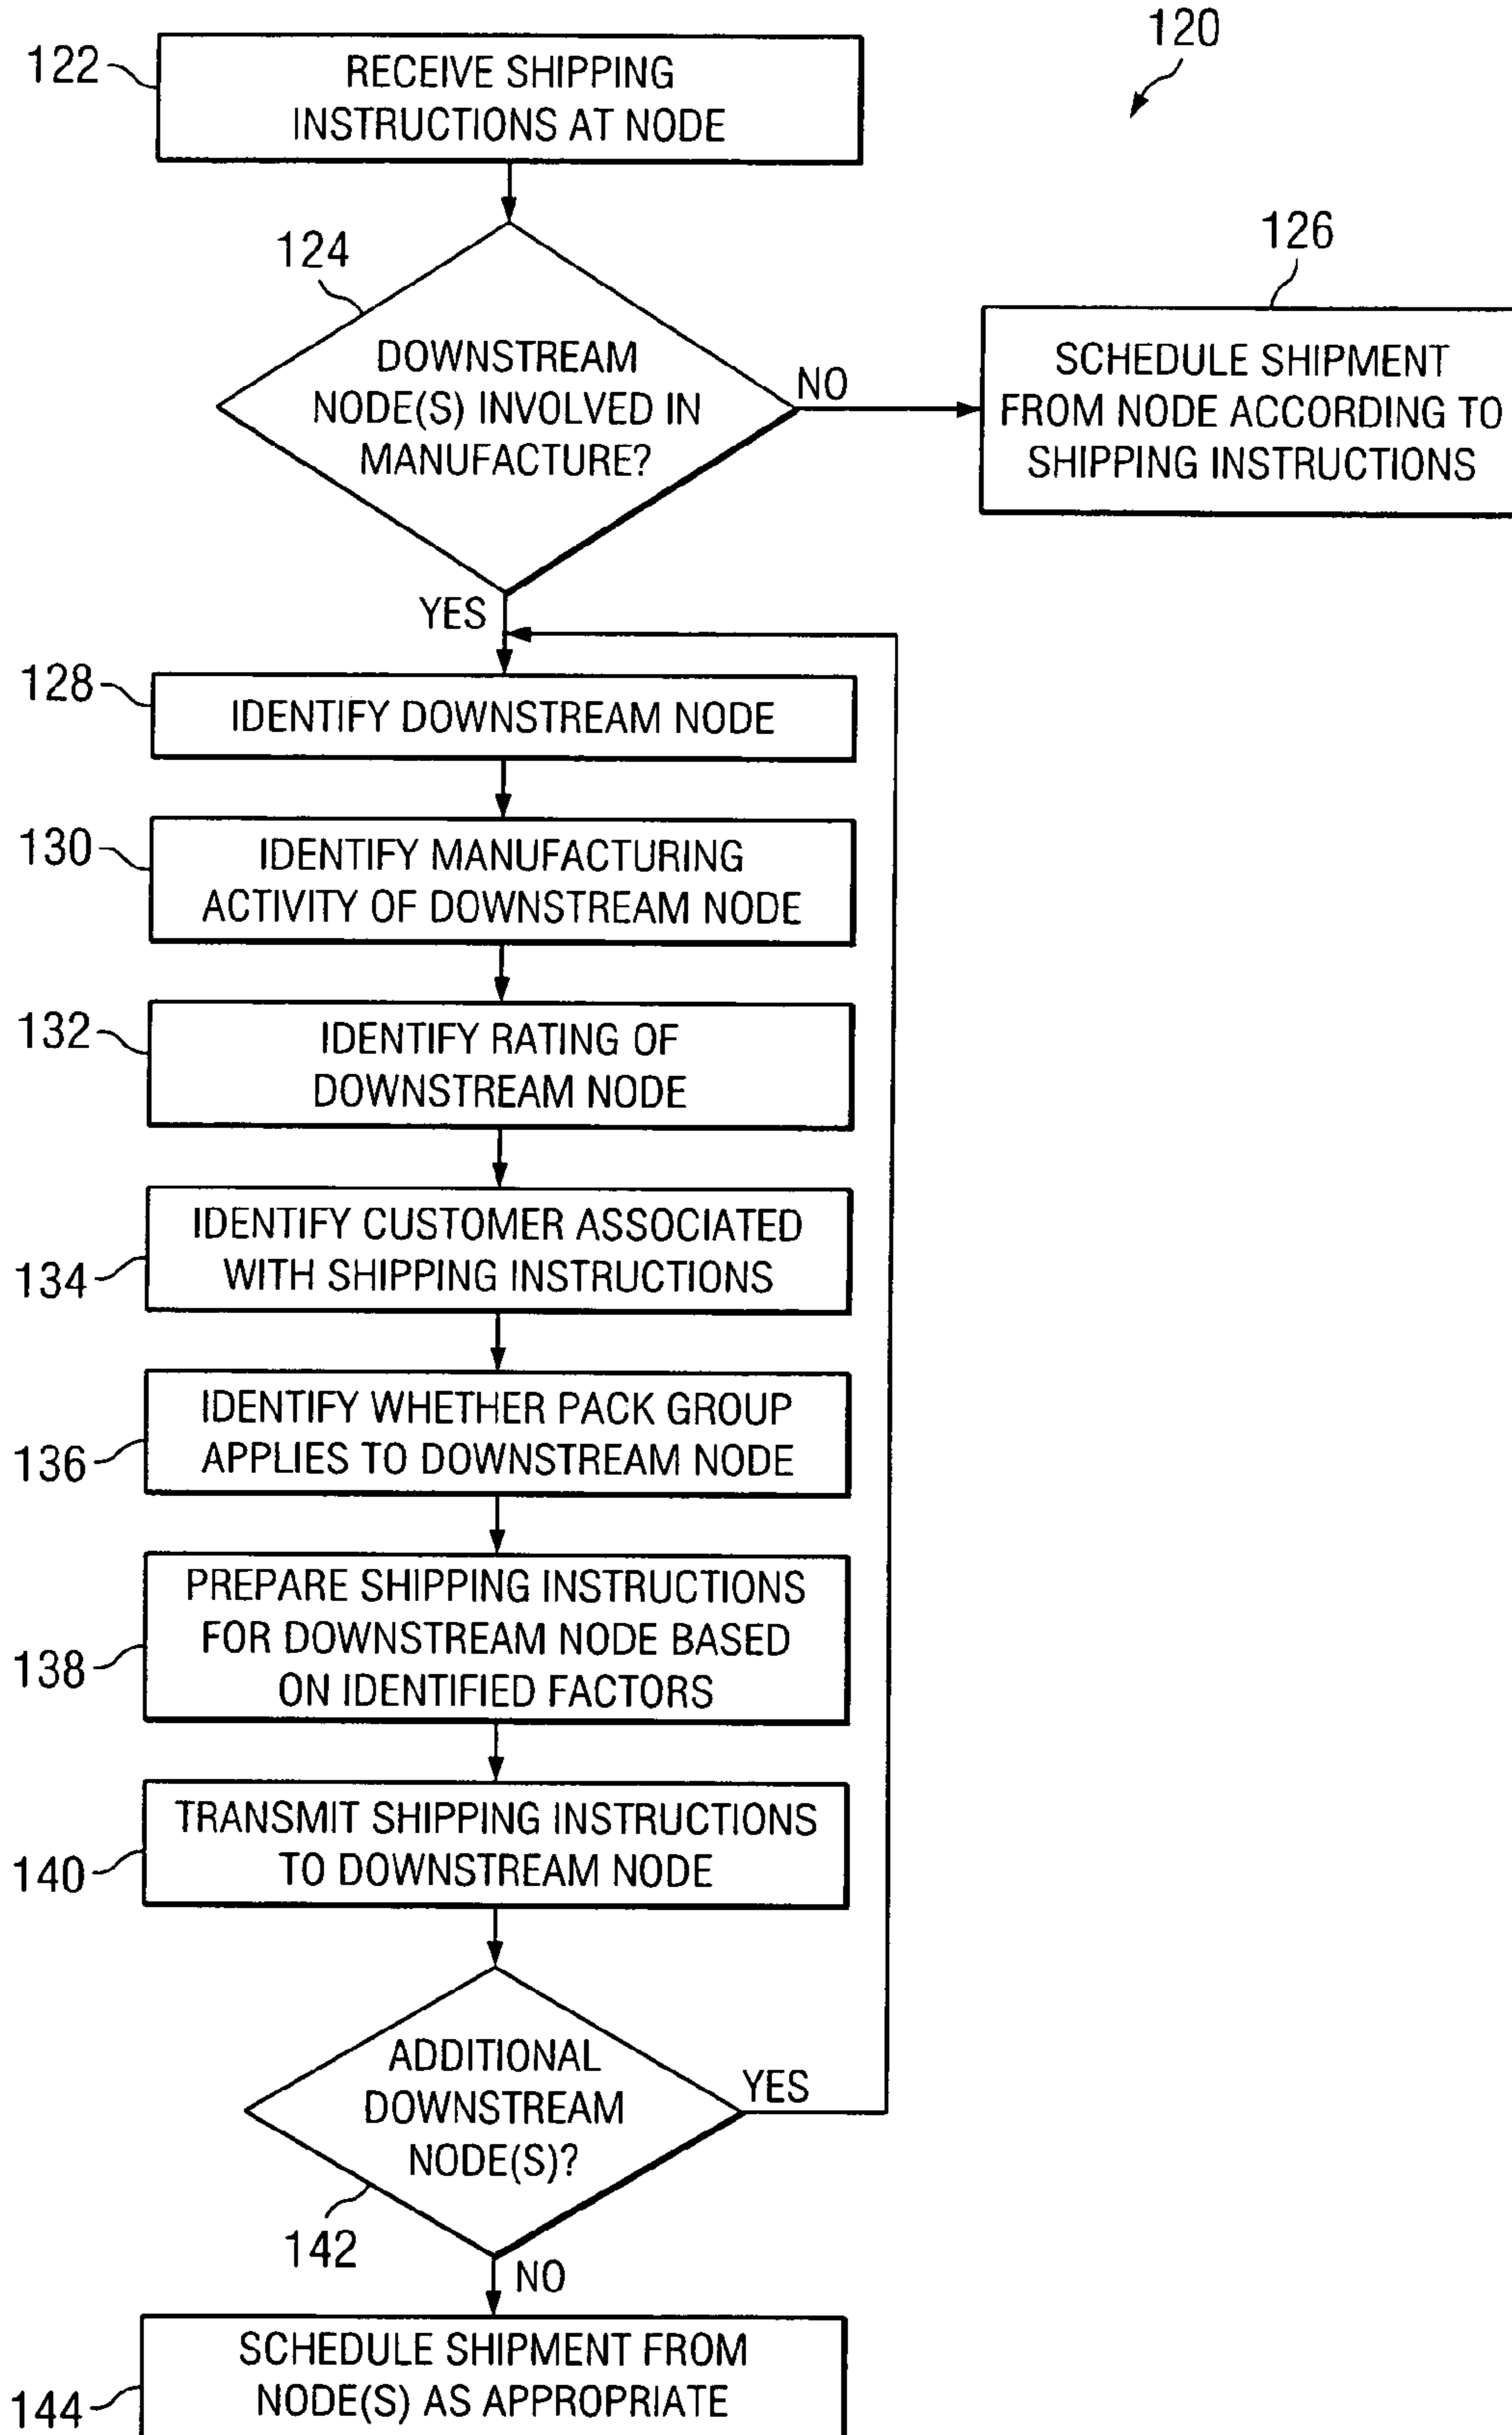 120
122
RECEIVE SHIPPING
INSTRUCTIONS AT NODE
124
DOWNSTREAM
NODE(S) INVOLVED IN
MANUFACTURE?
NO
126
SCHEDULE SHIPMENT
FROM NODE ACCORDING TO
SHIPPING INSTRUCTIONS
YES
128
IDENTIFY DOWNSTREAM NODE
130
IDENTIFY MANUFACTURING
ACTIVITY OF DOWNSTREAM NODE
132
IDENTIFY RATING OF
DOWNSTREAM NODE
134
IDENTIFY CUSTOMER ASSOCIATED
WITH SHIPPING INSTRUCTIONS
136
IDENTIFY WHETHER PACK GROUP
APPLIES TO DOWNSTREAM NODE
138
PREPARE SHIPPING INSTRUCTIONS
FOR DOWNSTREAM NODE BASED
ON IDENTIFIED FACTORS
140
TRANSMIT SHIPPING INSTRUCTIONS
TO DOWNSTREAM NODE
ADDITIONAL
DOWNSTREAM
NODE(S)?
YES
142
NO
144
SCHEDULE SHIPMENT FROM
NODE(S) AS APPROPRIATE